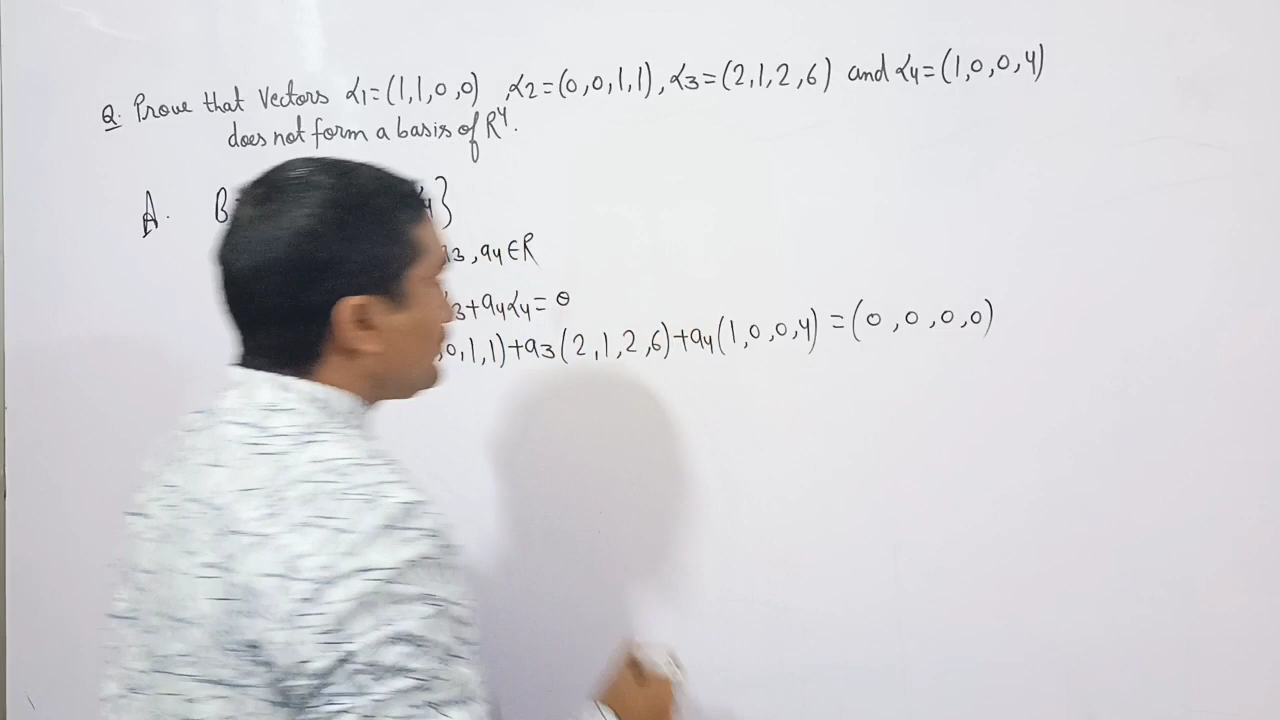 Q. Prove that Vectors α1=(1,1,0,0) ,α2=(0,0,1,1),α3=(2,1,2,6) and α4=(1,0,0,4)
does not form a basis of R⁴.
A. B }
,a4∈R
3+a4α4=0
0,1,1)+a3(2,1,2,6)+a4(1,0,0,4)=(0,0,0,0)